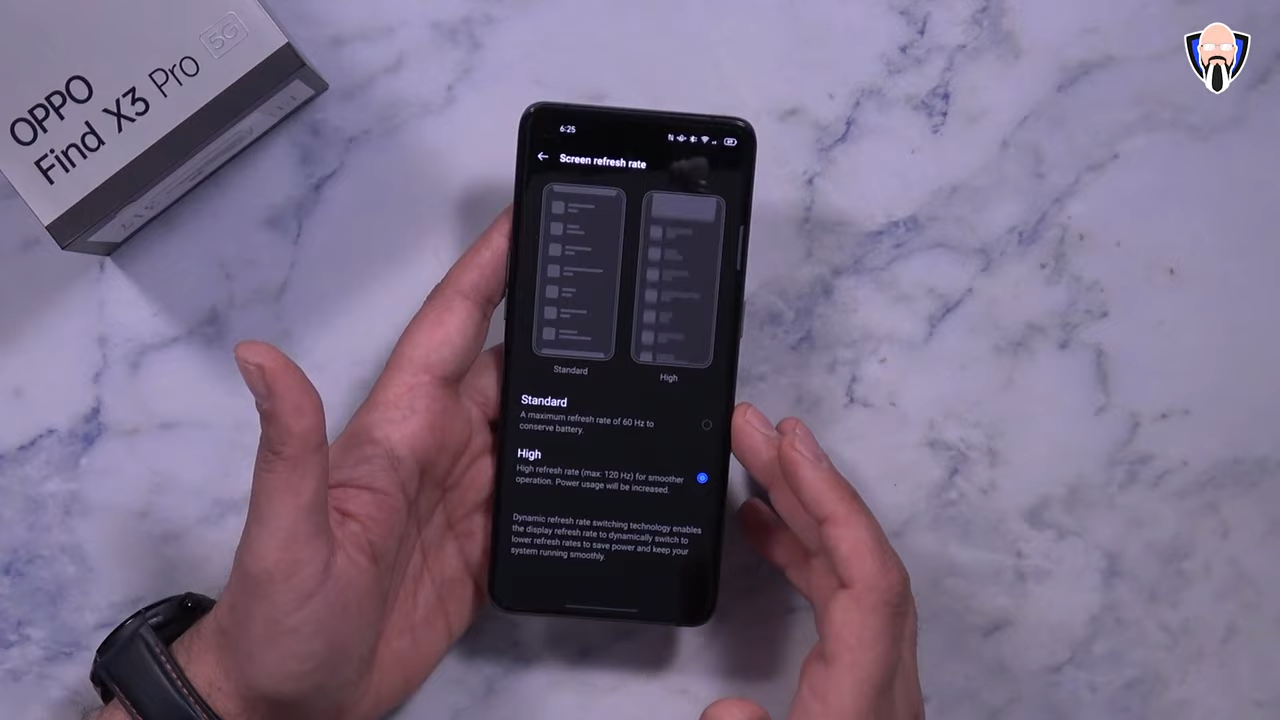 OPPO
Find X3 Pro 5G
6:25
Screen refresh rate
Standard
High
Standard
A maximum refresh rate of 60 Hz to
conserve battery.
High
High refresh rate (max: 120 Hz) for smoother
operation. Power usage will be increased.
Dynamic refresh rate switching technology enables
the display refresh rate to dynamically switch to
lower refresh rates to save power and keep your
system running smoothly.